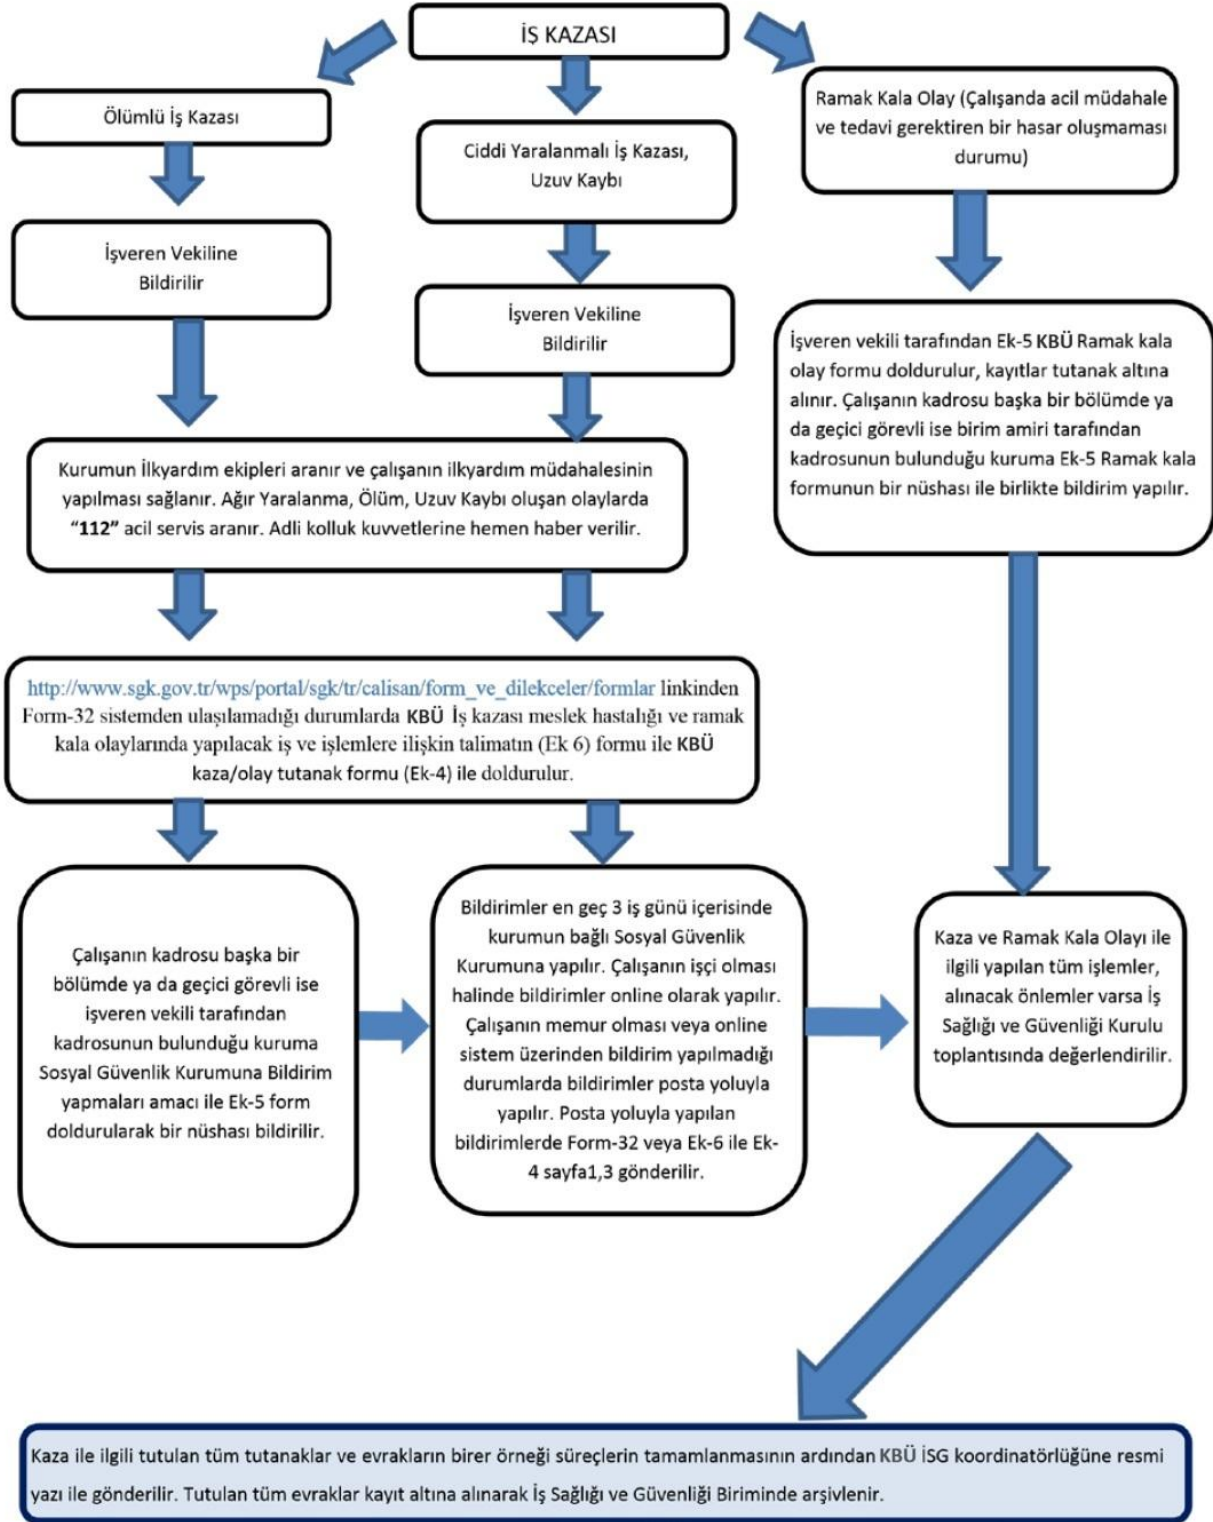 İŞ KAZASI
Ölümlü İş Kazası
Ciddi Yaralanmalı İş Kazası,
Uzuv Kaybı
Ramak Kala Olay (Çalışanda acil müdahale
ve tedavi gerektiren bir hasar oluşmaması
durumu)
İşveren Vekiline
Bildirilir
İşveren Vekiline
Bildirilir
İşveren vekili tarafından Ek-5 KBÜ Ramak kala
olay formu doldurulur, kayıtlar tutanak altına
alınır. Çalışanın kadrosu başka bir bölümde ya
da geçici görevli ise birim amiri tarafından
kadrosunun bulunduğu kuruma Ek-5 Ramak kala
formunun bir nüshası ile birlikte bildirim yapılır.
Kurumun İlkyardım ekipleri aranır ve çalışanın ilkyardım müdahalesinin
yapılması sağlanır. Ağır Yaralanma, Ölüm, Uzuv Kaybı oluşan olaylarda
“112” acil servis aranır. Adli kolluk kuvvetlerine hemen haber verilir.
http://www.sgk.gov.tr/wps/portal/sgk/tr/calisan/form_ve_dilekceler/formlar linkinden
Form-32 sistemden ulaşılamadığı durumlarda KBÜ İş kazası meslek hastalığı ve ramak
kala olaylarında yapılacak iş ve işlemlere ilişkin talimatın (Ek 6) formu ile KBÜ
kaza/olay tutanak formu (Ek-4) ile doldurulur.
Çalışanın kadrosu başka bir
bölümde ya da geçici görevli ise
işveren vekili tarafından
kadrosunun bulunduğu kuruma
Sosyal Güvenlik Kurumuna Bildirim
yapmaları amacı ile Ek-5 form
doldurularak bir nüshası bildirilir.
Bildirimler en geç 3 iş günü içerisinde
kurumun bağlı Sosyal Güvenlik
Kurumuna yapılır. Çalışanın işçi olması
halinde bildirimler online olarak yapılır.
Çalışanın memur olması veya online
sistem üzerinden bildirim yapılmadığı
durumlarda bildirimler posta yoluyla
yapılır. Posta yoluyla yapılan
bildirimlerde Form-32 veya Ek-6 ile Ek-
4 sayfa1,3 gönderilir.
Kaza ve Ramak Kala Olayı ile
ilgili yapılan tüm işlemler,
alınacak önlemler varsa İş
Sağlığı ve Güvenliği Kurulu
toplantısında değerlendirilir.
Kaza ile ilgili tutulan tüm tutanaklar ve evrakların birer örneği süreçlerin tamamlanmasının ardından KBÜ İSG koordinatörlüğüne resmi
yazı ile gönderilir. Tutulan tüm evraklar kayıt altına alınarak İş Sağlığı ve Güvenliği Biriminde arşivlenir.